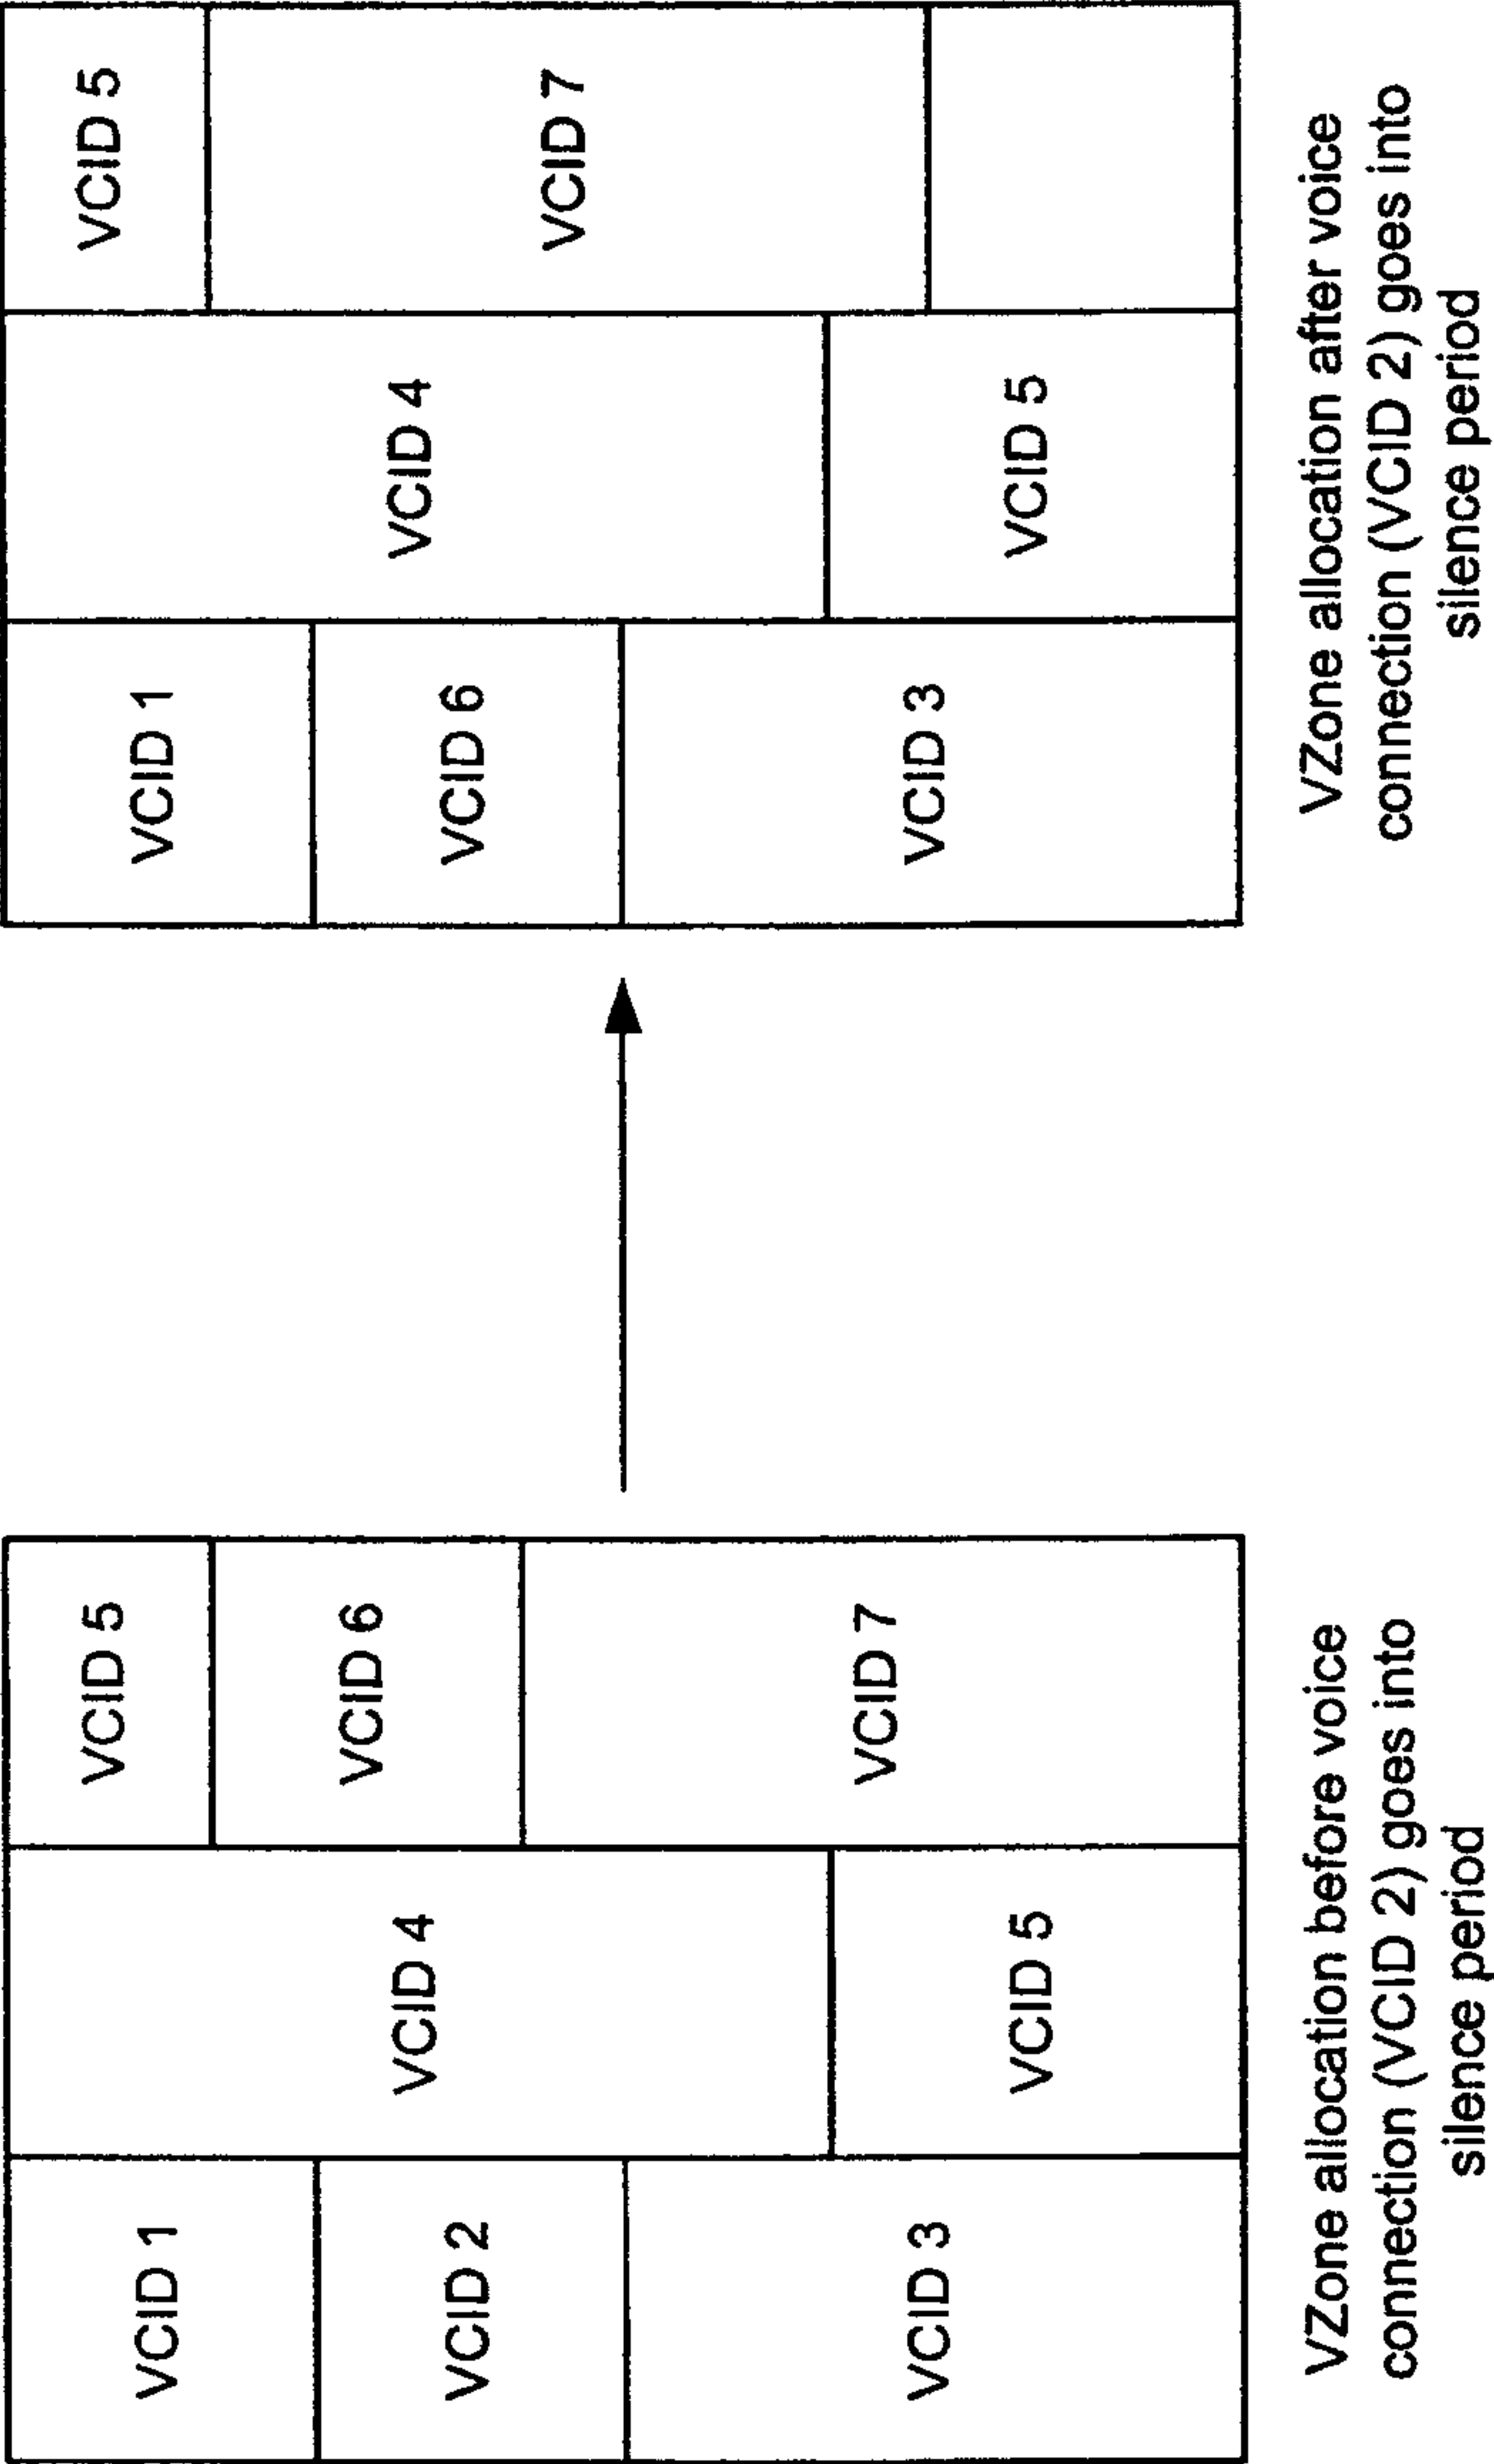 VCID 1
VCID 2
VCID 3
VCID 4
VCID 5
VCID 5
VCID 6
VCID 7
VZone allocation before voice
connection (VCID 2) goes into
silence period
VCID 1
VCID 6
VCID 3
VCID 4
VCID 5
VCID 5
VCID 7
VZone allocation after voice
connection (VCID 2) goes into
silence period